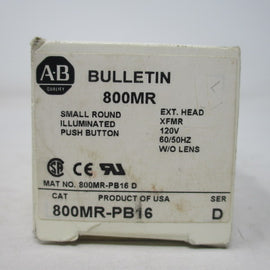 A-B
QUALITY
BULLETIN
800MR
SMALL ROUND
ILLUMINATED
PUSH BUTTON
EXT. HEAD
XFMR
120V
60/50HZ
W/O LENS
MAT NO. 800MR-PB16 D
CAT
PRODUCT OF USA
SER
800MR-PB16
D